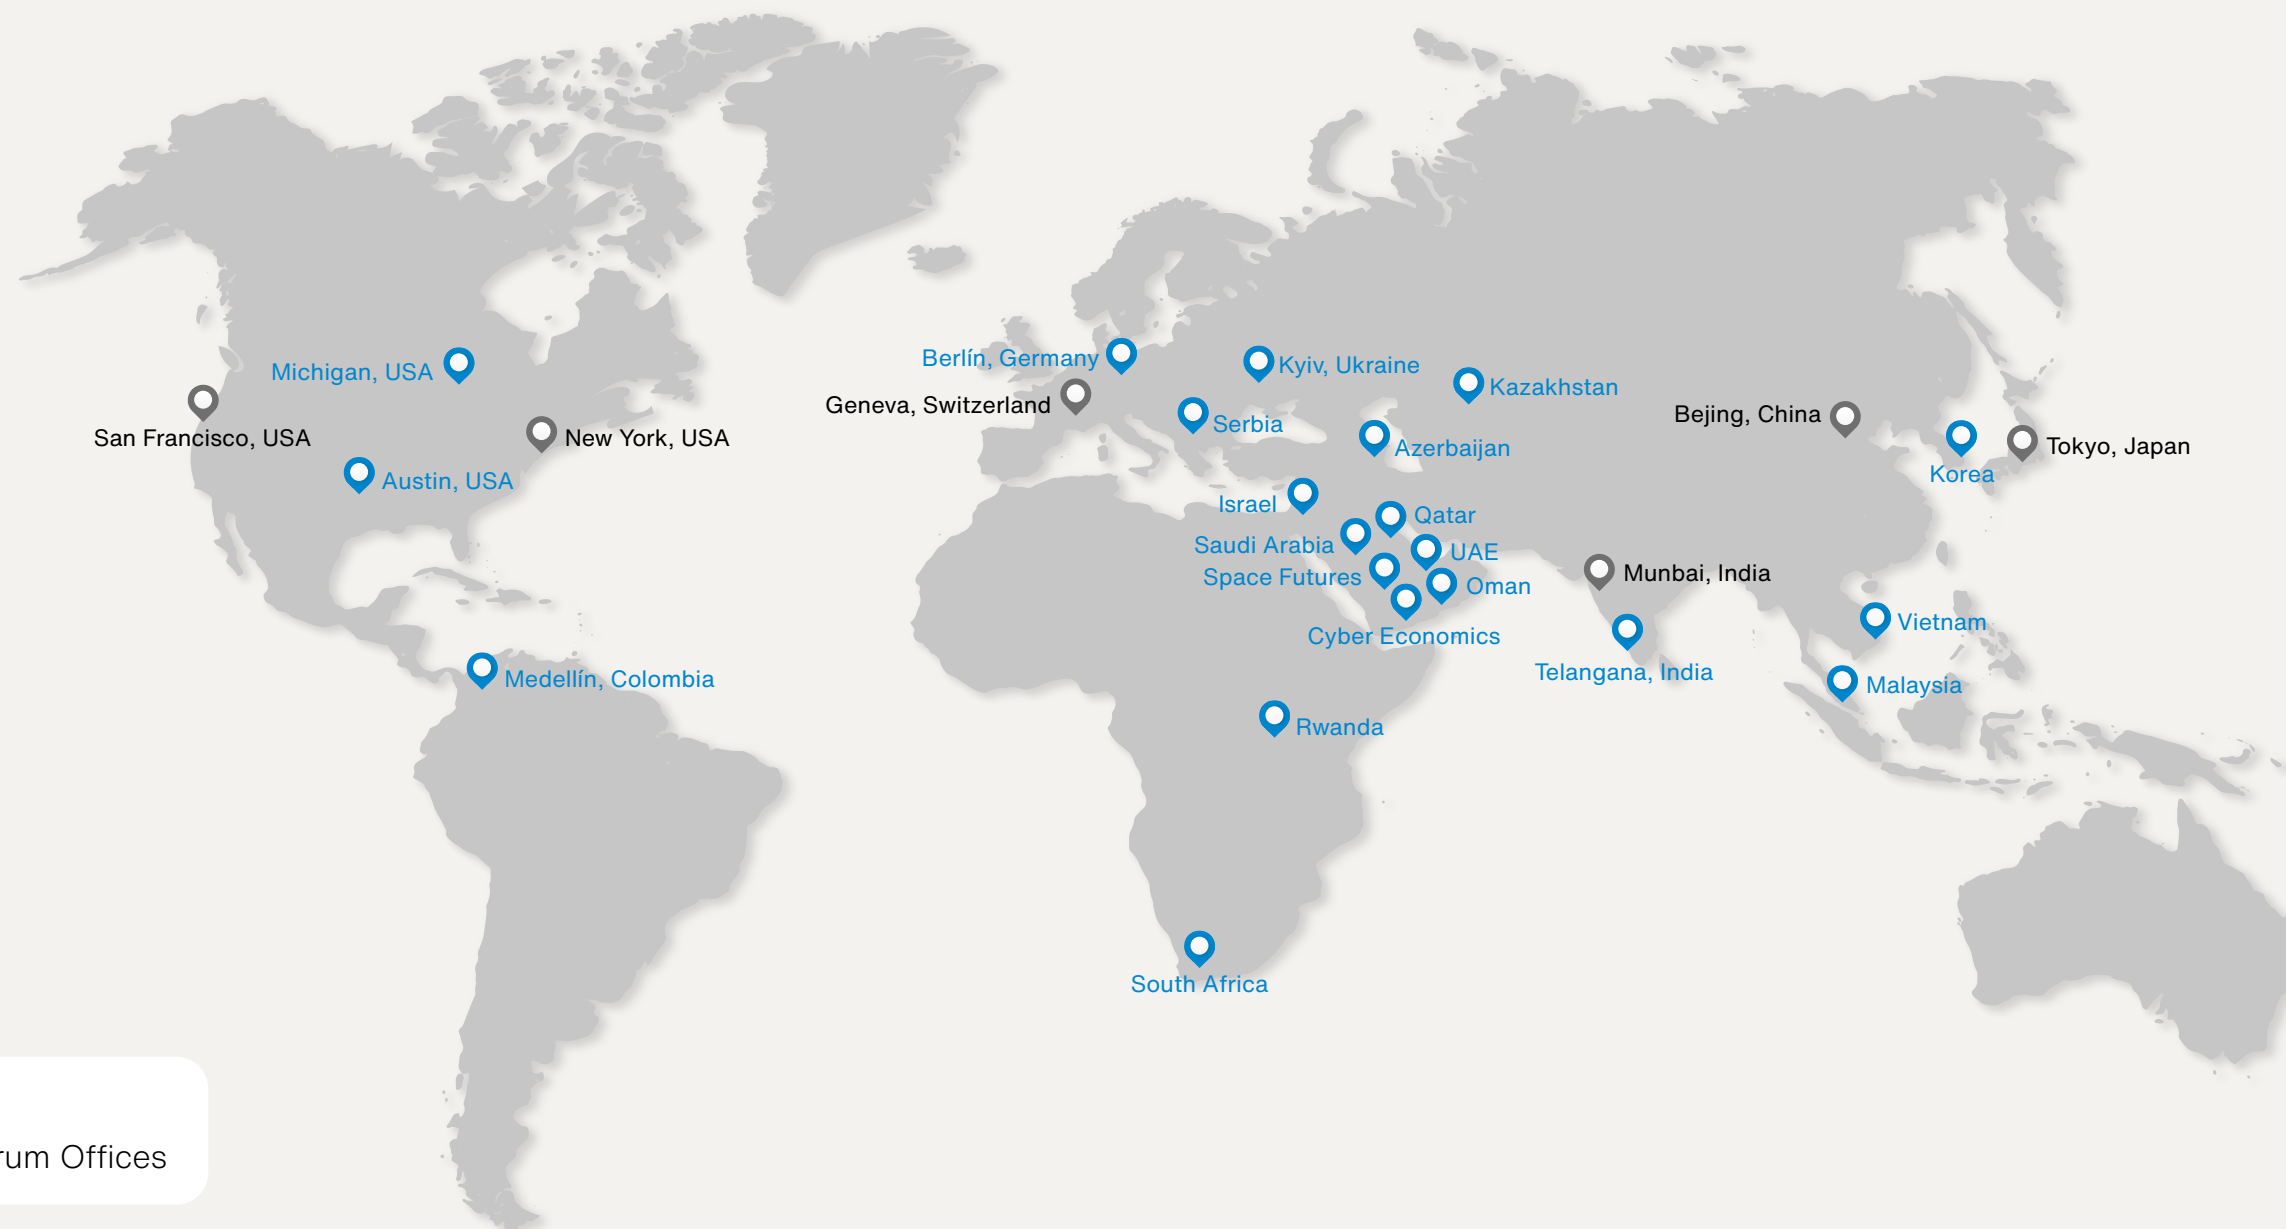 Berlín, Germany
Kyiv, Ukraine
Michigan, USA
Kazakhstan
Geneva, Switzerland
Bejing, China
Serbia
San Francisco, USA
New York, USA
Azerbaijan
Tokyo, Japan
Korea
Austin, USA
Israel
Qatar
Saudi Arabia
UAE
Space Futures
Munbai, India
Oman
Vietnam
Cyber Economics
Telangana, India
Medellín, Colombia
Malaysia
Rwanda
South Africa
Offices